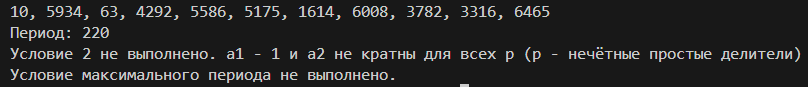 10, 5934, 63, 4292, 5586, 5175, 1614, 6008, 3782, 3316, 6465
Период: 220
Условие 2 не выполнено. a1 - 1 и a2 не кратны для всех p (p - нечётные простые делители)
Условие максимального периода не выполнено.